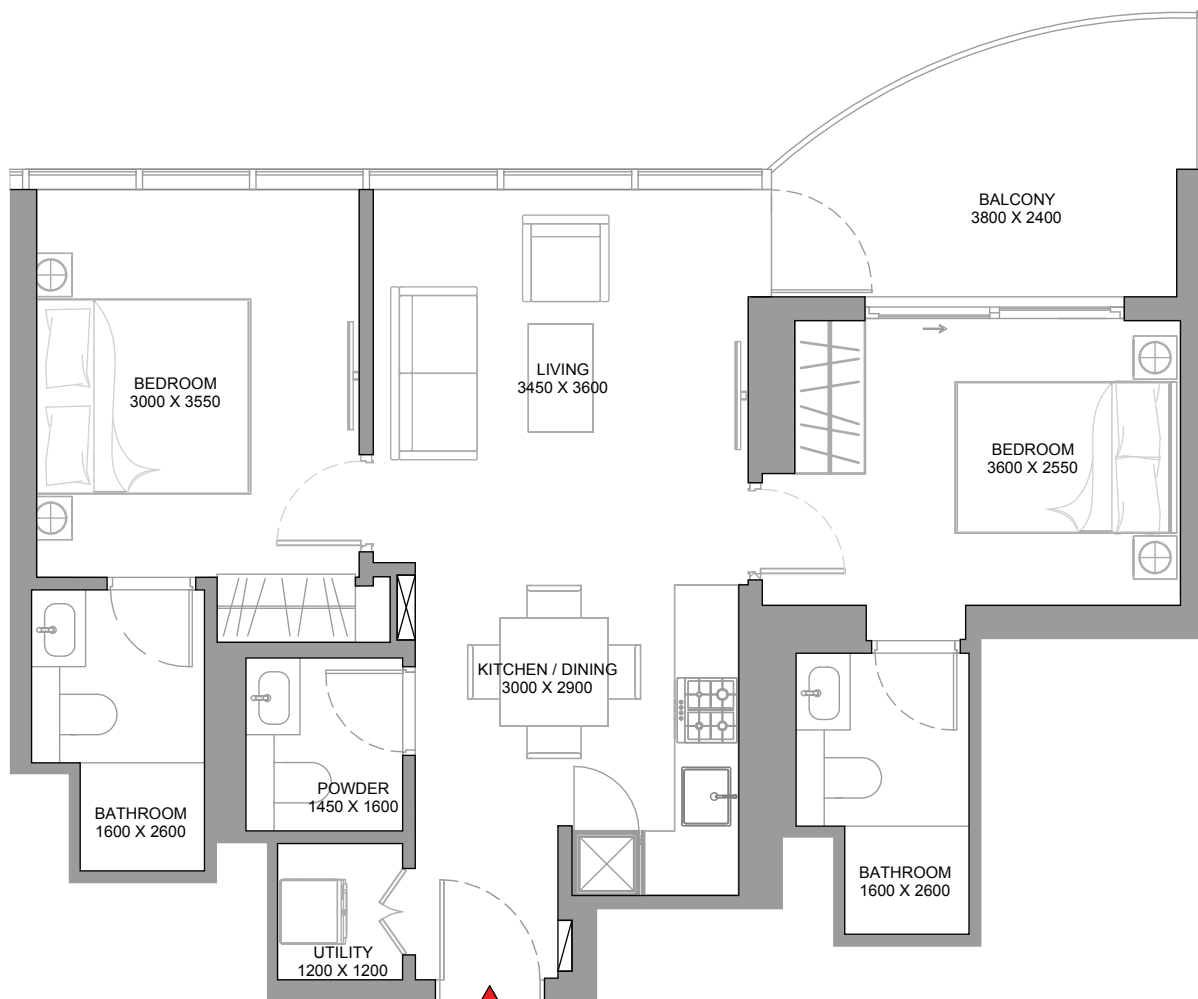 BALCONY
3800 X 2400
LIVING
3450 X 3600
BEDROOM
3000 X 3550
BEDROOM
3600 X 2550
KITCHEN / DINING
3000 X 2900
POWDER
1450 X 1600
BATHROOM
1600 X 2600
BATHROOM
1600 X 2600
UTILITY
1200 X 1200